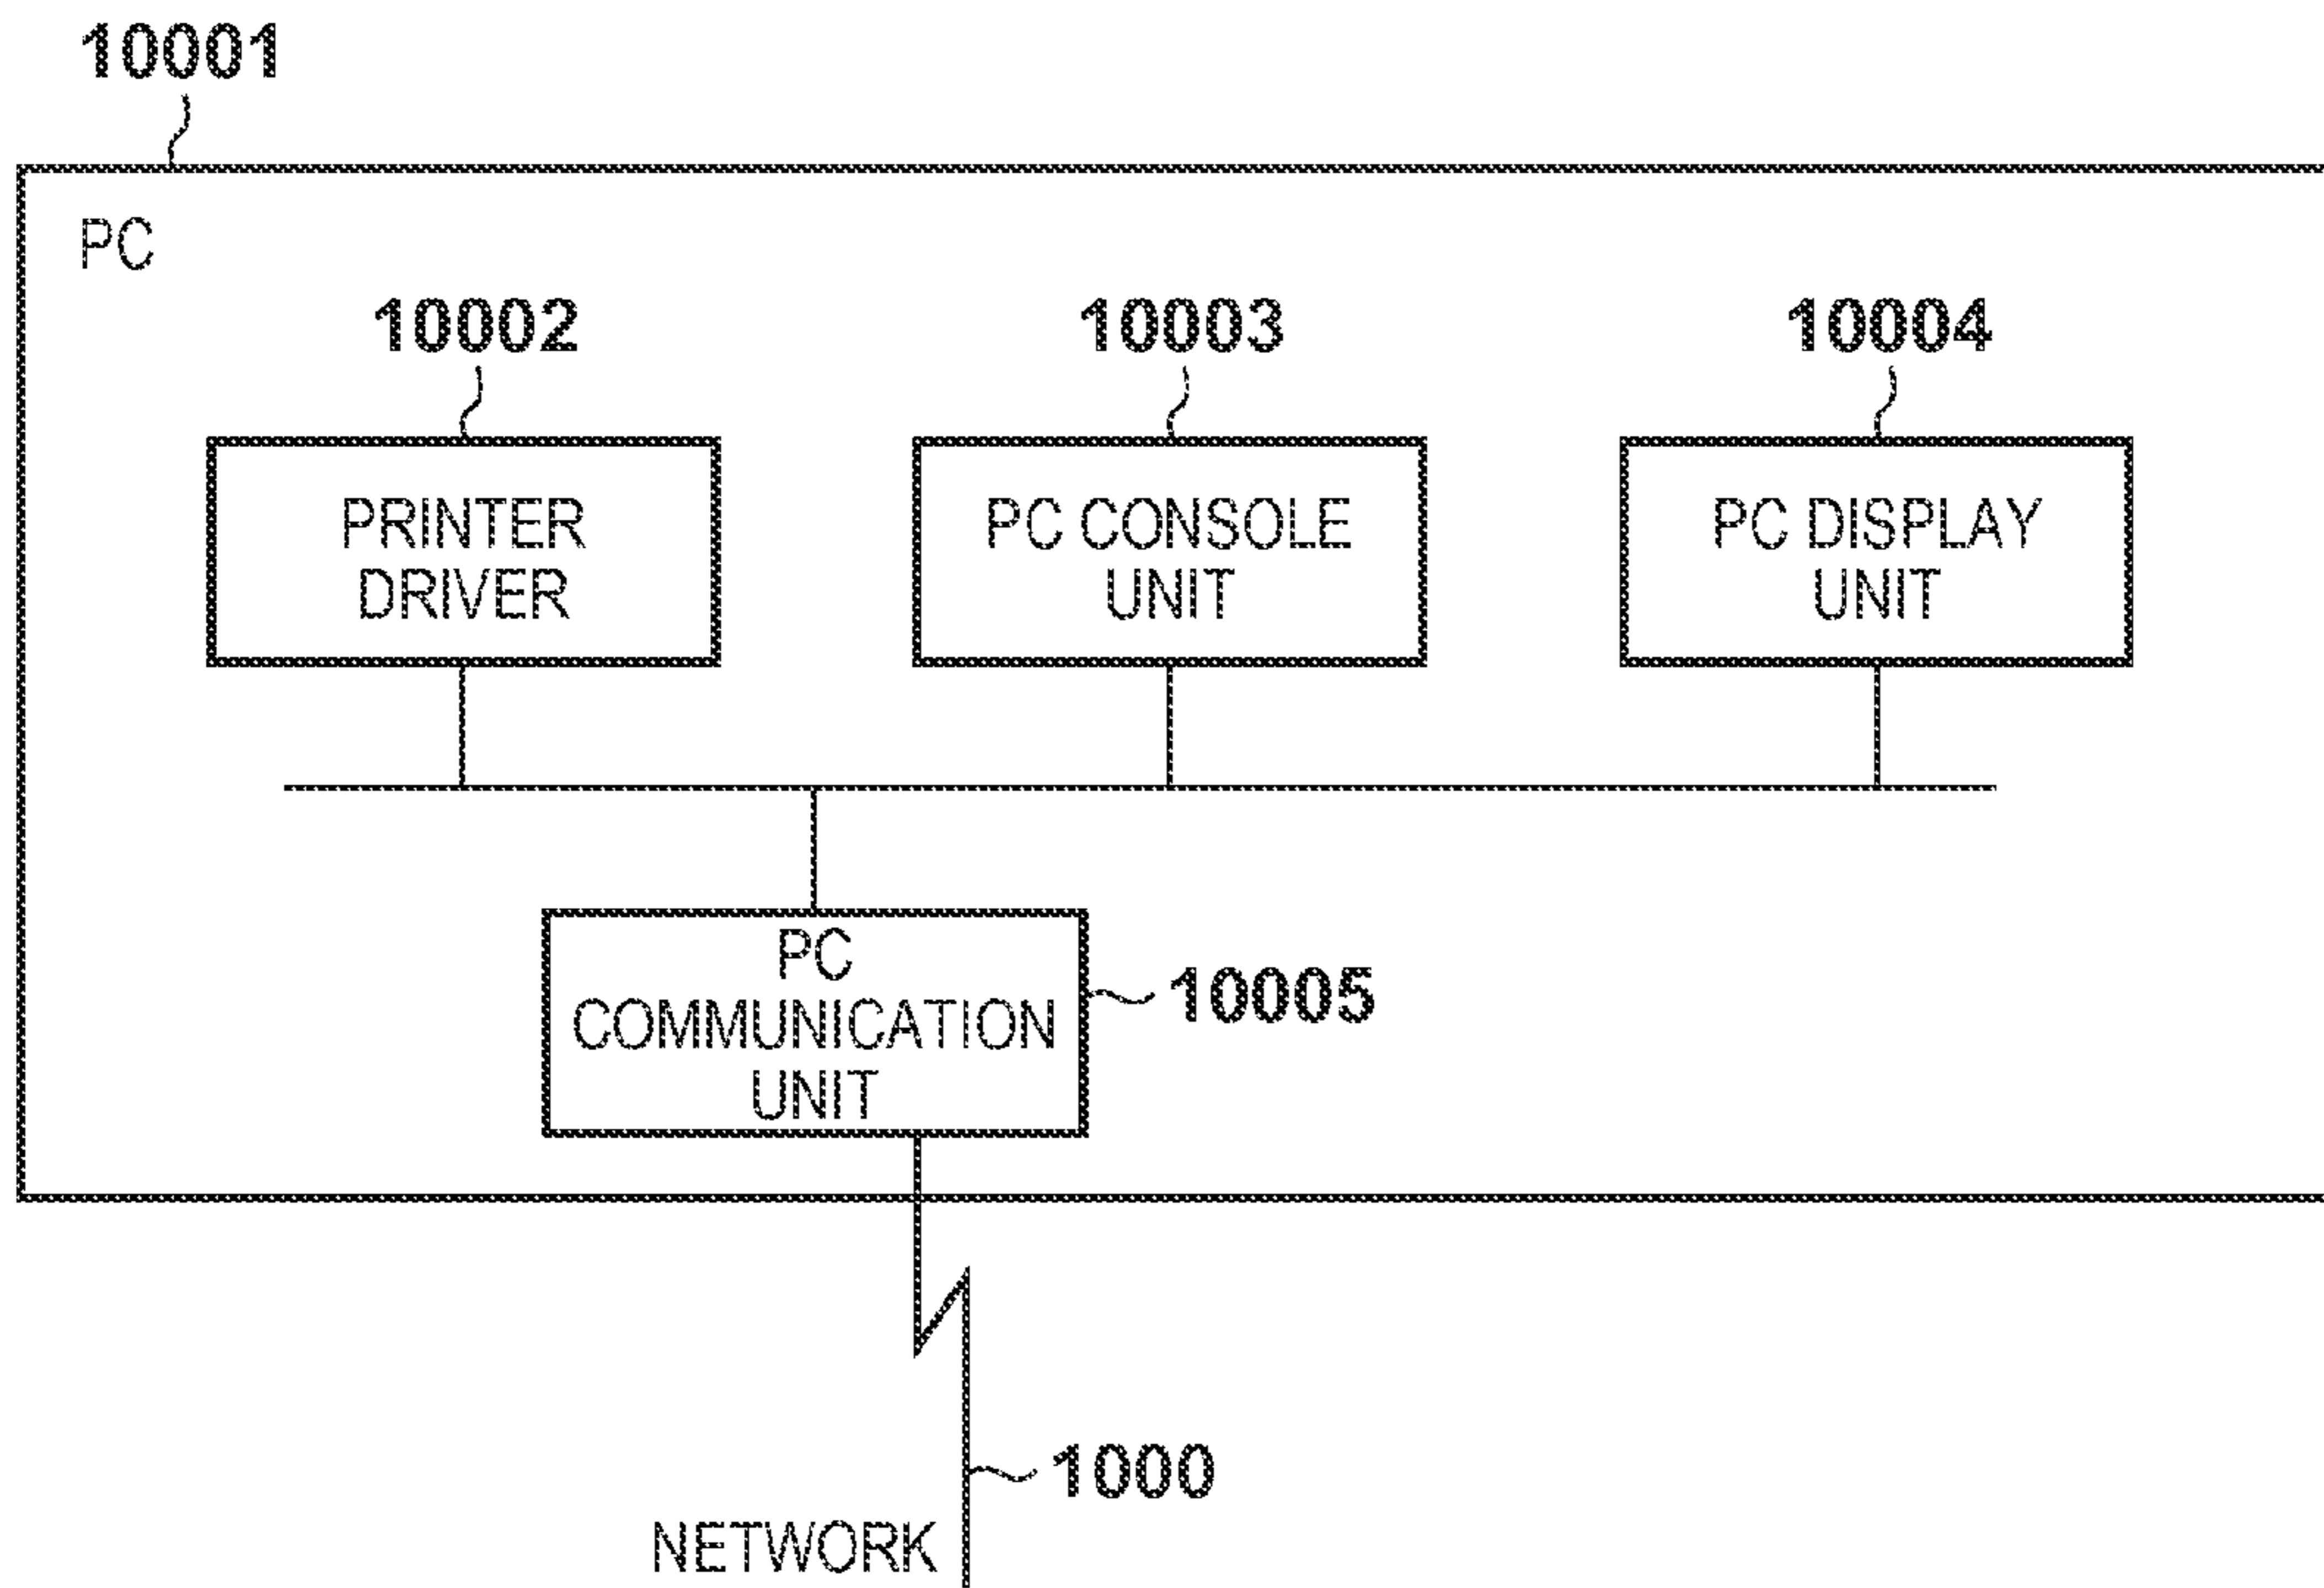 10001
PC
10002
10003
10004
PRINTER
DRIVER
PC CONSOLE
UNIT
PC DISPLAY
UNIT
PC
COMMUNICATION
UNIT
10005
1000
NETWORK